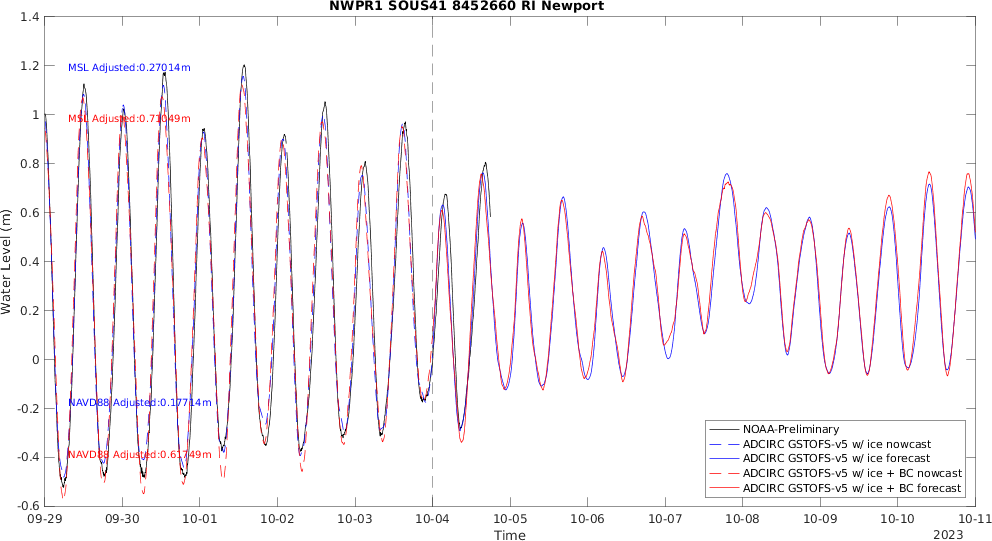 NWPR1 SOUS41 8452660 RI Newport
1.4
1.2
1
0.8
0.6
0.4
0.2
0
-0.2
-0.4
-0.6
Water Level (m)
MSL Adjusted:0.27014m
MSL Adjusted:0.71049m
NAVD88 Adjusted:0.17714m
NAVD88 Adjusted:0.61749m
NOAA-Preliminary
ADCIRC GSTOFS-v5 w/ ice nowcast
ADCIRC GSTOFS-v5 w/ ice forecast
ADCIRC GSTOFS-v5 w/ ice + BC nowcast
ADCIRC GSTOFS-v5 w/ ice + BC forecast
09-29 09-30 10-01 10-02 10-03 10-04 10-05 10-06 10-07 10-08 10-09 10-10 10-11
Time
2023